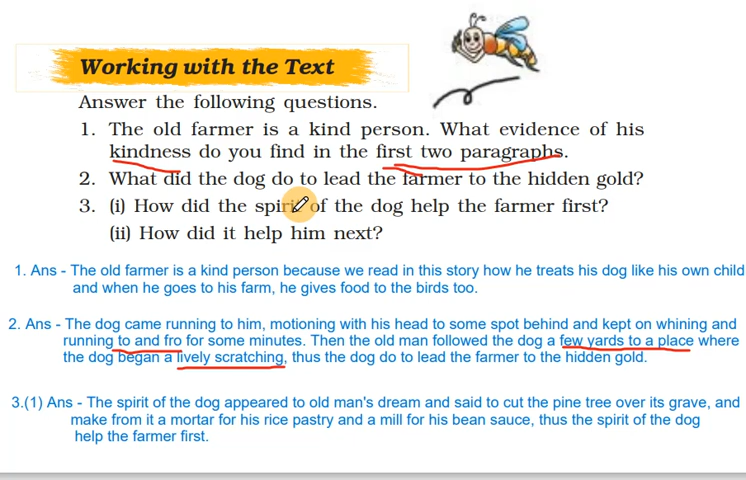 Working with the Text
Answer the following questions.
1. The old farmer is a kind person. What evidence of his
kindness do you find in the first two paragraphs.
2. What did the dog do to lead the farmer to the hidden gold?
3. (i) How did the spirit of the dog help the farmer first?
(ii) How did it help him next?
1. Ans - The old farmer is a kind person because we read in this story how he treats his dog like his own child
and when he goes to his farm, he gives food to the birds too.
2. Ans - The dog came running to him, motioning with his head to some spot behind and kept on whining and
running to and fro for some minutes. Then the old man followed the dog a few yards to a place where
the dog began a lively scratching, thus the dog do to lead the farmer to the hidden gold.
3.(1) Ans - The spirit of the dog appeared to old man's dream and said to cut the pine tree over its grave, and
make from it a mortar for his rice pastry and a mill for his bean sauce, thus the spirit of the dog
help the farmer first.